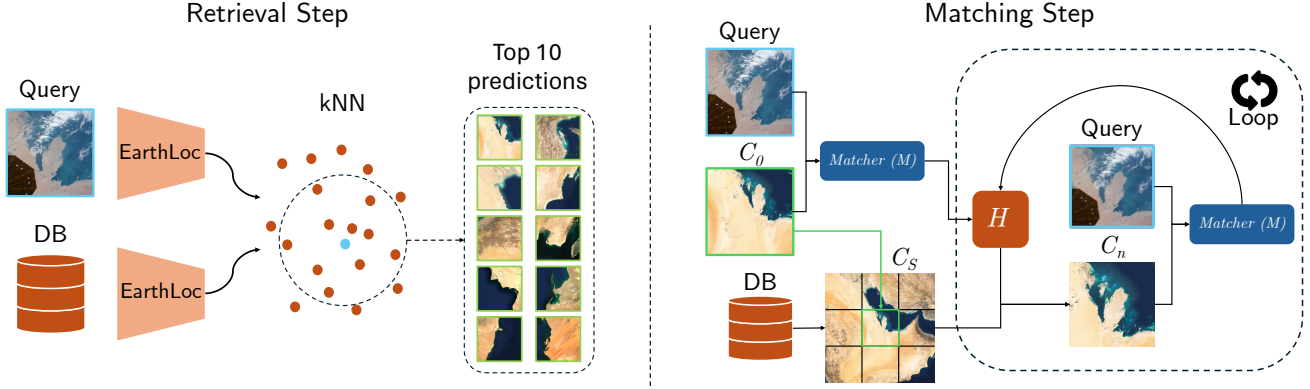 Retrieval Step
Query
EarthLoc
DB
EarthLoc
kNN
Top 10
predictions
Matching Step
Query
C_0
Matcher (M)
DB
C_S
H
Loop
Query
C_n
Matcher (M)